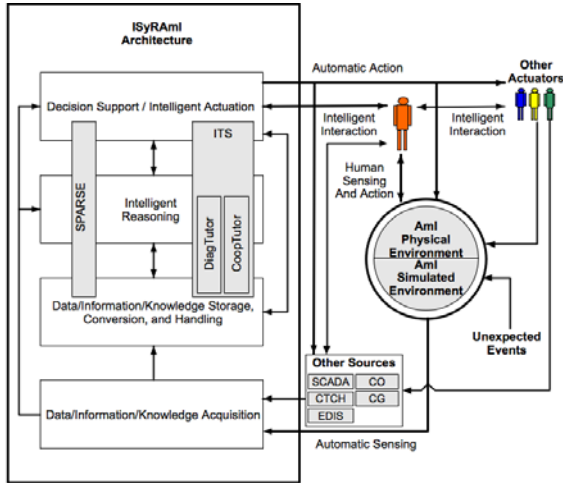 ISyRAmI
Architecture
Other
Actuators
Automatic Action
Decision Support / Intelligent Actuation
Intelligent
Interaction
Intelligent
Interaction
ITS
SPARSE
Human
Sensing
And Action
Intelligent
Reasoning
DiagTutor
CoopTutor
AmI
Physical
Environment
AmI
Simulated
Environment
Data/Information/Knowledge Storage,
Conversion, and Handling
Unexpected
Events
Other Sources
SCADA
CO
CTCH
CG
EDIS
Data/Information/Knowledge Acquisition
Automatic Sensing